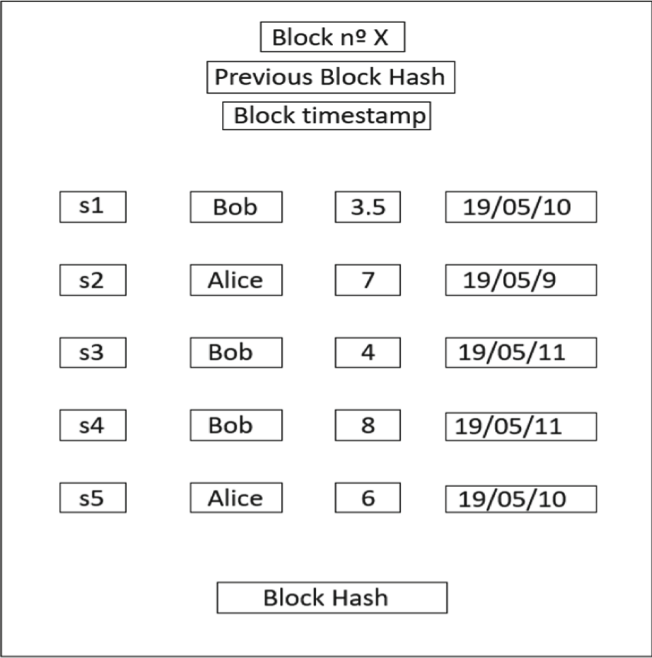 Block nº X
Previous Block Hash
Block timestamp
s1 Bob 3.5 19/05/10
s2 Alice 7 19/05/9
s3 Bob 4 19/05/11
s4 Bob 8 19/05/11
s5 Alice 6 19/05/10
Block Hash